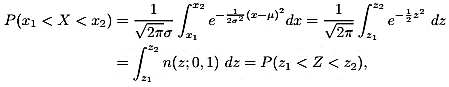 $P(x_1 < X < x_2) = \frac{1}{\sqrt{2\pi}\sigma} \int_{x_1}^{x_2} e^{-\frac{1}{2\sigma^2}(x-\mu)^2} dx = \frac{1}{\sqrt{2\pi}} \int_{z_1}^{z_2} e^{-\frac{1}{2}z^2} \, dz$
$= \int_{z_1}^{z_2} n(z; 0, 1) \, dz = P(z_1 < Z < z_2),$